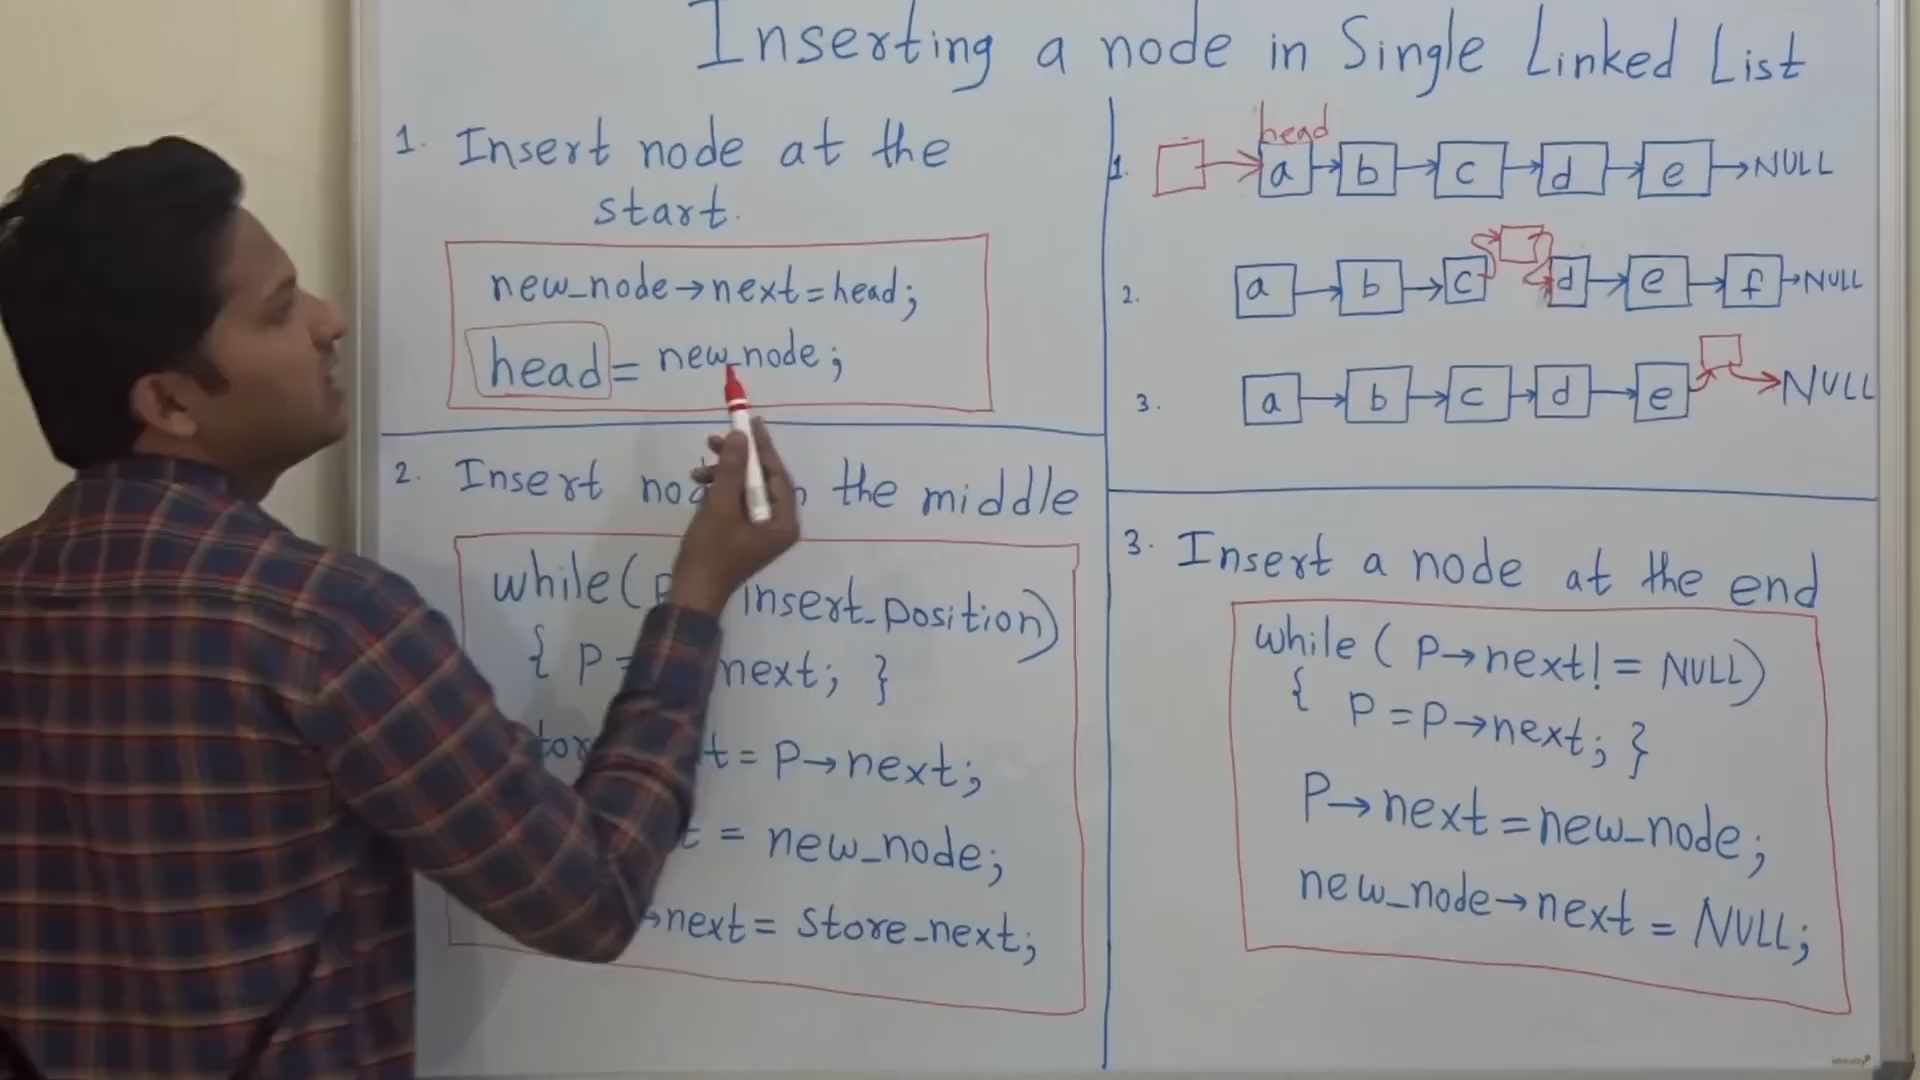 Inserting a node in Single Linked List
1. Insert node at the
start.
new_node→next=head;
head = new_node;
2. Insert the middle
while( insert_position)
{ P = next; }
= P→next;
= new_node;
→next = Store_next;
head
1. a b c d e NULL
2. a b c d e f NULL
3. a b c d e NULL
3. Insert a node at the end
while ( P→next! = NULL)
{ P = P→next; }
P→next = new_node;
new_node→next = NULL;